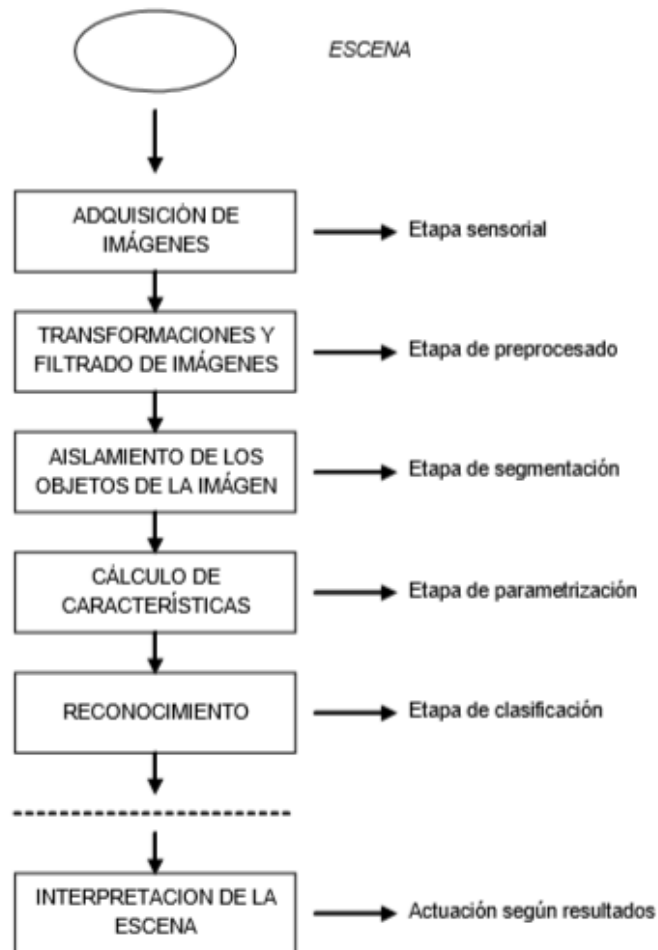 ESCENA
ADQUISICIÓN DE
IMÁGENES
Etapa sensorial
TRANSFORMACIONES Y
FILTRADO DE IMÁGENES
Etapa de preprocesado
AISLAMIENTO DE LOS
OBJETOS DE LA IMÁGEN
Etapa de segmentación
CÁLCULO DE
CARACTERÍSTICAS
Etapa de parametrización
RECONOCIMIENTO
Etapa de clasificación
INTERPRETACION DE LA
ESCENA
Actuación según resultados